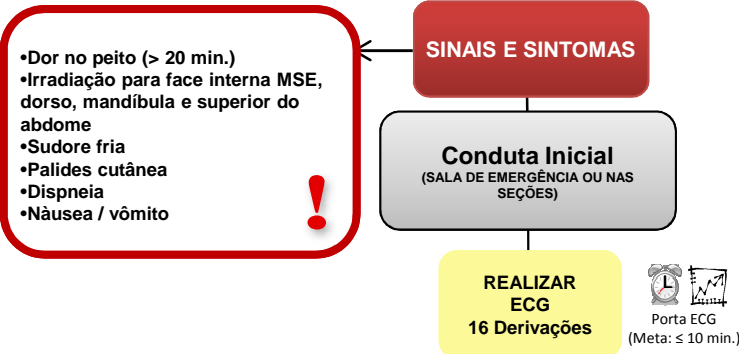 •Dor no peito (> 20 min.)
•Irradiação para face interna MSE,
dorso, mandíbula e superior do
abdome
•Sudore fria
•Palides cutânea
•Dispneia
•Nàusea / vômito
!
SINAIS E SINTOMAS
Conduta Inicial
(SALA DE EMERGÊNCIA OU NAS
SEÇÕES)
REALIZAR
ECG
16 Derivações
Porta ECG
(Meta: ≤ 10 min.)